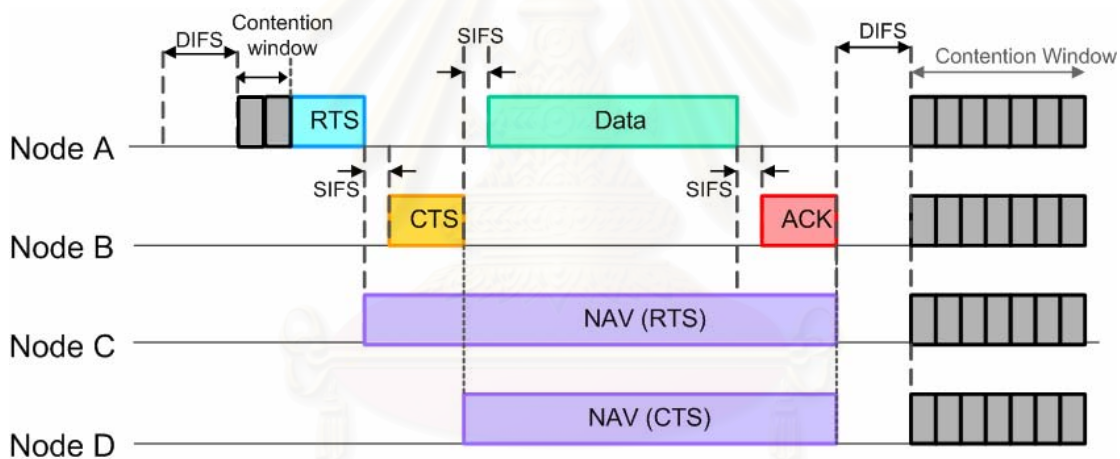 DIFS
Contention
window
SIFS
DIFS
Contention Window
Node A
RTS
Data
SIFS
SIFS
Node B
CTS
ACK
Node C
NAV (RTS)
Node D
NAV (CTS)